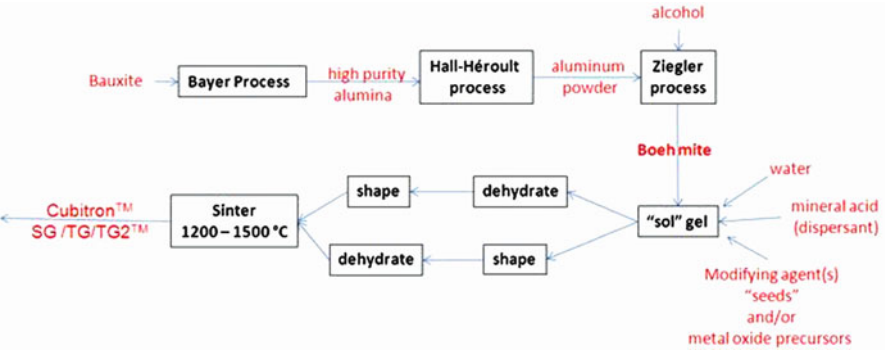 alcohol
Bauxite
Bayer Process
high purity
alumina
Hall-Héroult
process
aluminum
powder
Ziegler
process
Boeh mite
water
mineral acid
(dispersant)
Modifying agent(s)
"seeds"
and/or
metal oxide precursors
"sol" gel
dehydrate
shape
shape
dehydrate
Sinter
1200 – 1500 °C
Cubitron™
SG /TG/TG2™